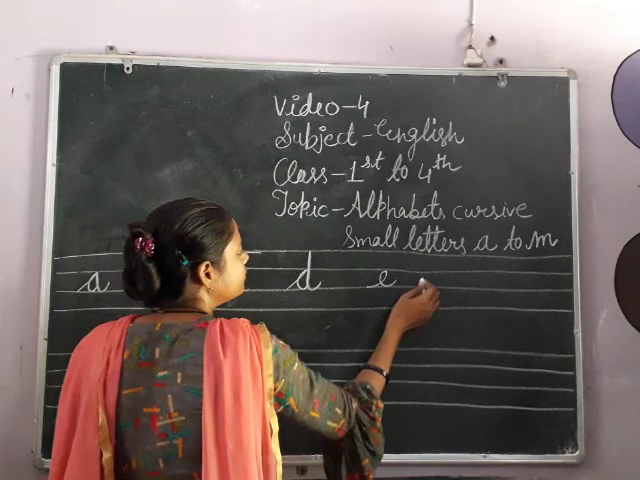 Video-4
Subject-English
Class-1st to 4th
Topic-Alphabets cursive
Small letters a to m
a d e